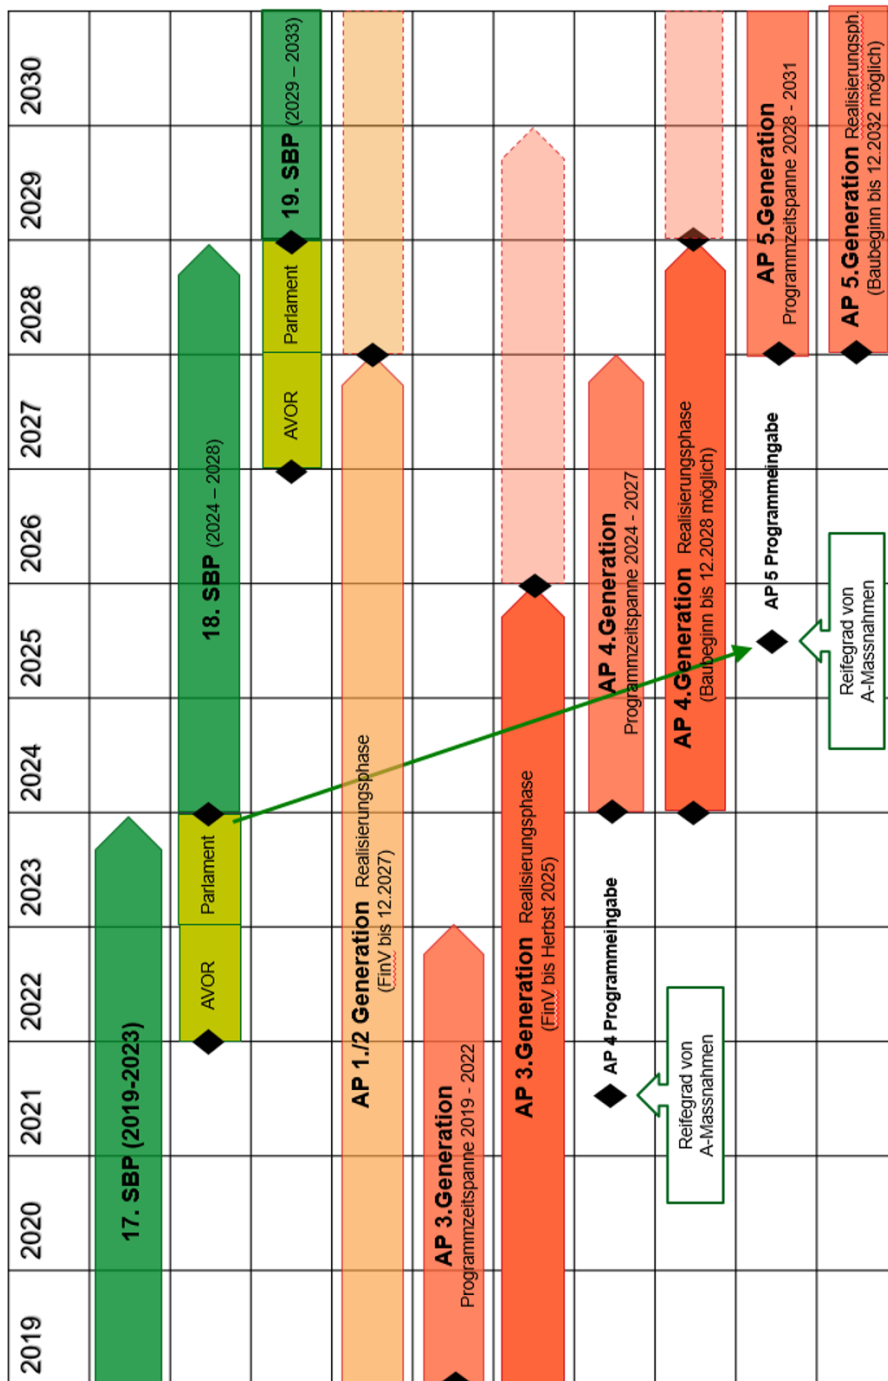 2019
2020
2021
2022
2023
2024
2025
2026
2027
2028
2029
2030
17. SBP (2019-2023)
AVOR
Parlament
18. SBP (2024 – 2028)
AVOR
Parlament
19. SBP (2029 – 2033)
AP 1./2 Generation Realisierungsphase
(FinV bis 12.2027)
AP 3.Generation
Programmzeitspanne 2019 - 2022
AP 3.Generation Realisierungsphase
(FinV bis Herbst 2025)
AP 4 Programmeingabe
AP 4.Generation
Programmzeitspanne 2024 - 2027
Reifegrad von
A-Massnahmen
AP 4.Generation Realisierungsphase
(Baubeginn bis 12.2028 möglich)
AP 5 Programmeingabe
AP 5.Generation
Programmzeitspanne 2028 - 2031
Reifegrad von
A-Massnahmen
AP 5.Generation Realisierungsph.
(Baubeginn bis 12.2032 möglich)